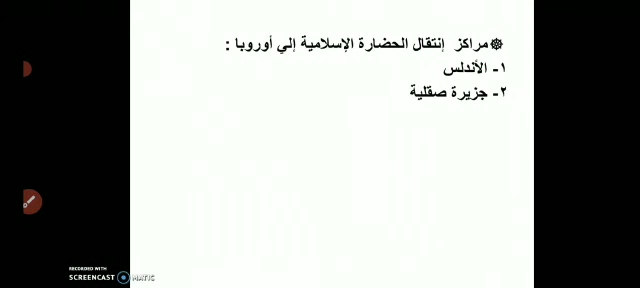 مراكز إنتقال الحضارة الإسلامية إلي أوروبا :
١- الأندلس
٢- جزيرة صقلية
RECORDED WITH
SCREENCAST MATIC